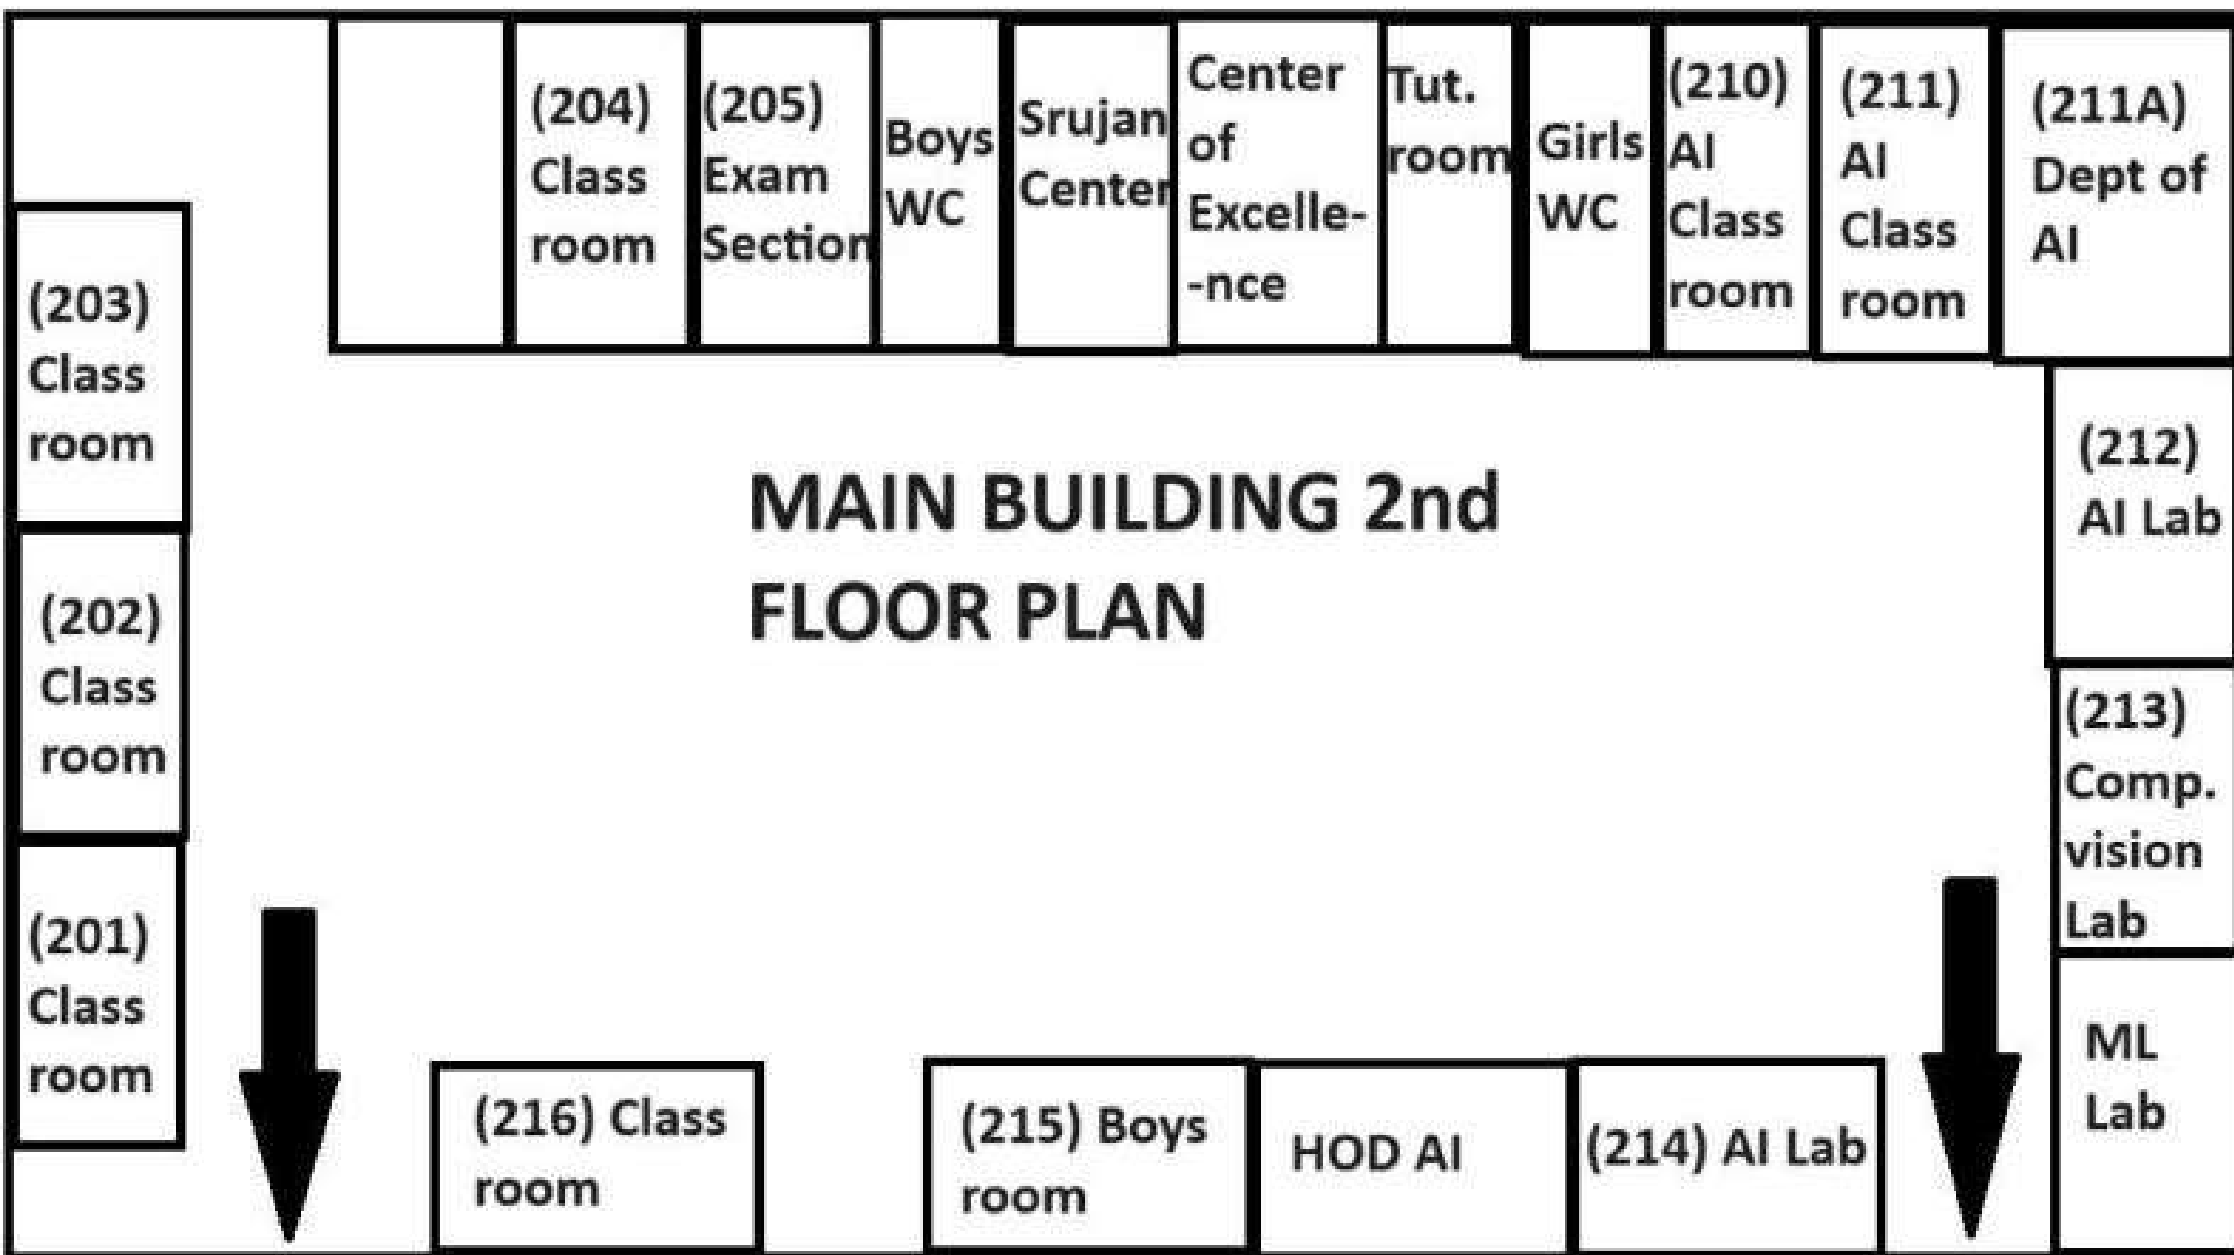 (204)
Class
room
(205)
Exam
Section
Boys
WC
Srujan
Center
Center
of
Excelle-
-nce
Tut.
room
Girls
WC
(210)
AI
Class
room
(211)
AI
Class
room
(211A)
Dept of
AI
(203)
Class
room
(202)
Class
room
(201)
Class
room
MAIN BUILDING 2nd
FLOOR PLAN
(212)
AI Lab
(213)
Comp.
vision
Lab
ML
Lab
(216) Class
room
(215) Boys
room
HOD AI
(214) AI Lab